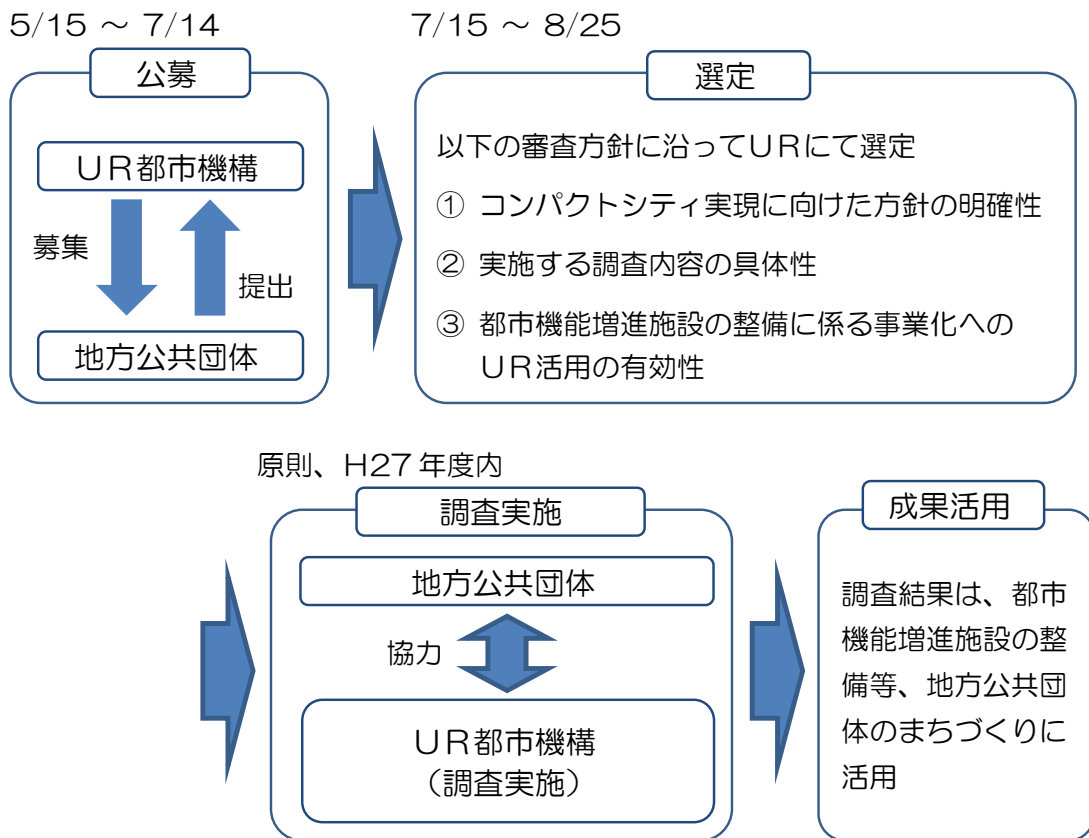 5/15 ～ 7/14
公募
UR都市機構
募集
提出
地方公共団体
7/15 ～ 8/25
選定
以下の審査方針に沿ってURにて選定
① コンパクトシティ実現に向けた方針の明確性
② 実施する調査内容の具体性
③ 都市機能増進施設の整備に係る事業化への
UR活用の有効性
原則、H27年度内
調査実施
地方公共団体
協力
UR都市機構
（調査実施）
成果活用
調査結果は、都市
機能増進施設の整
備等、地方公共団
体のまちづくりに
活用